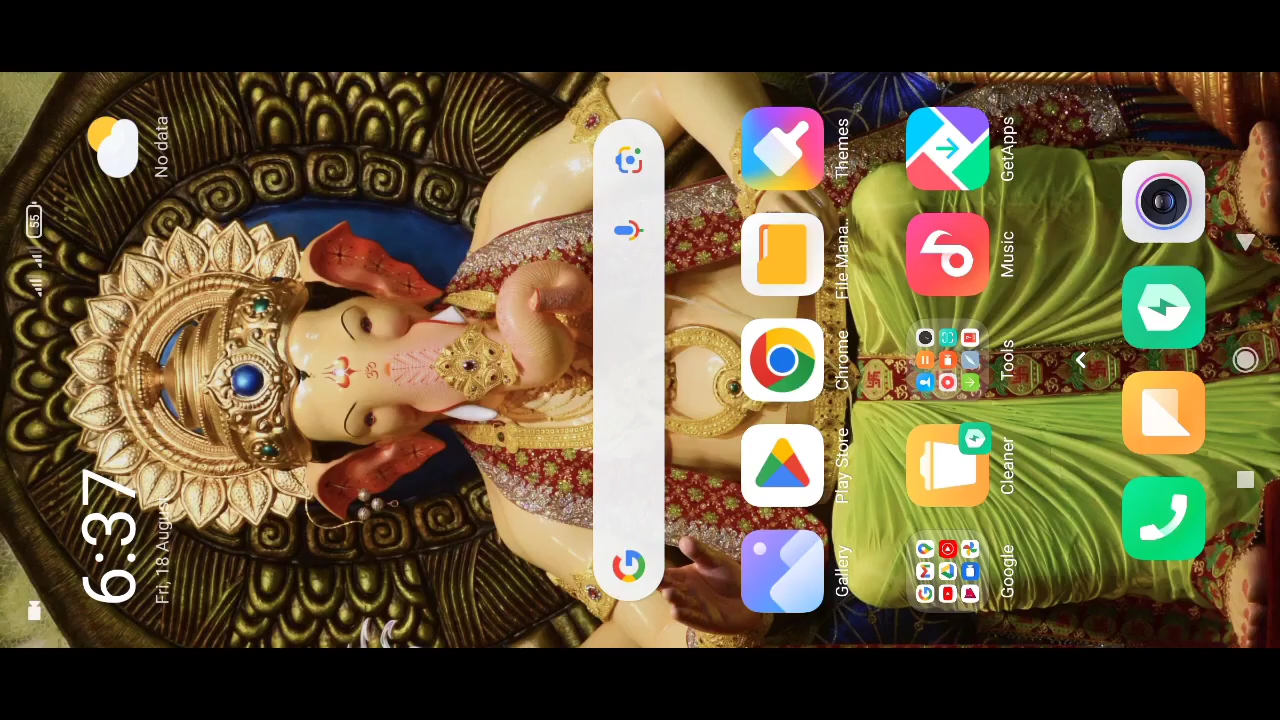 55
6:37
Fri, 18 August
No data
Gallery
Play Store
Chrome
File Mana..
Themes
Google
Cleaner
Tools
Music
GetApps